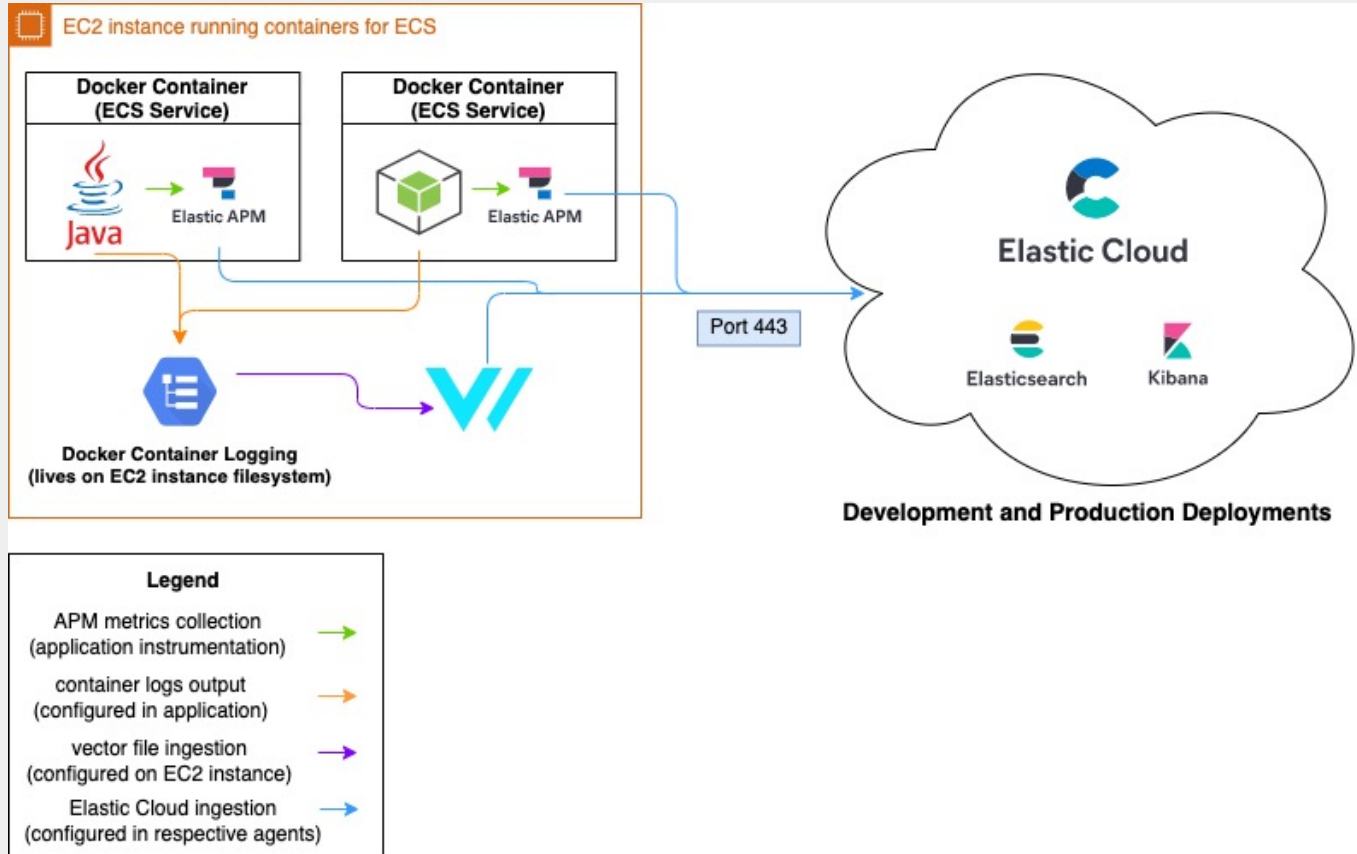 EC2 instance running containers for ECS
Docker Container
(ECS Service)
Java
Elastic APM
Docker Container
(ECS Service)
Elastic APM
Docker Container Logging
(lives on EC2 instance filesystem)
Port 443
Elastic Cloud
Elasticsearch
Kibana
Development and Production Deployments
Legend
APM metrics collection
(application instrumentation)
container logs output
(configured in application)
vector file ingestion
(configured on EC2 instance)
Elastic Cloud ingestion
(configured in respective agents)